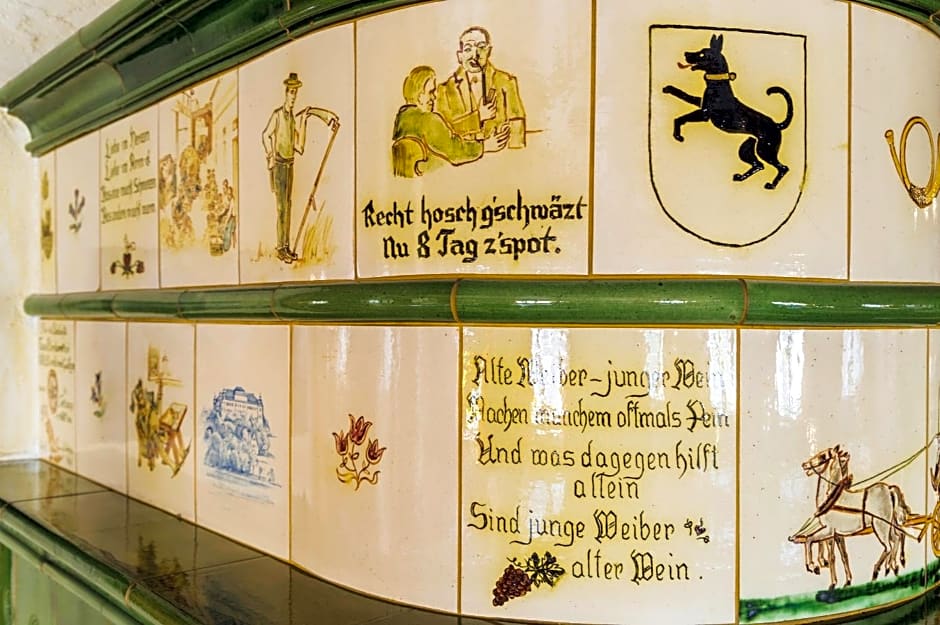 Recht hosch g'schwäzt
Nu 8 Tag z'spot.
Alte Weiber - junger Wein
Machen manchem oftmals Pein
Und was dagegen hilft
allein
Sind junge Weiber
alter Wein.